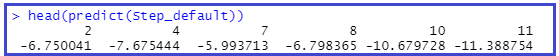 > head(predict(Step_default))
2 4 7 8 10 11
-6.750041 -7.675444 -5.993713 -6.798365 -10.679728 -11.388754